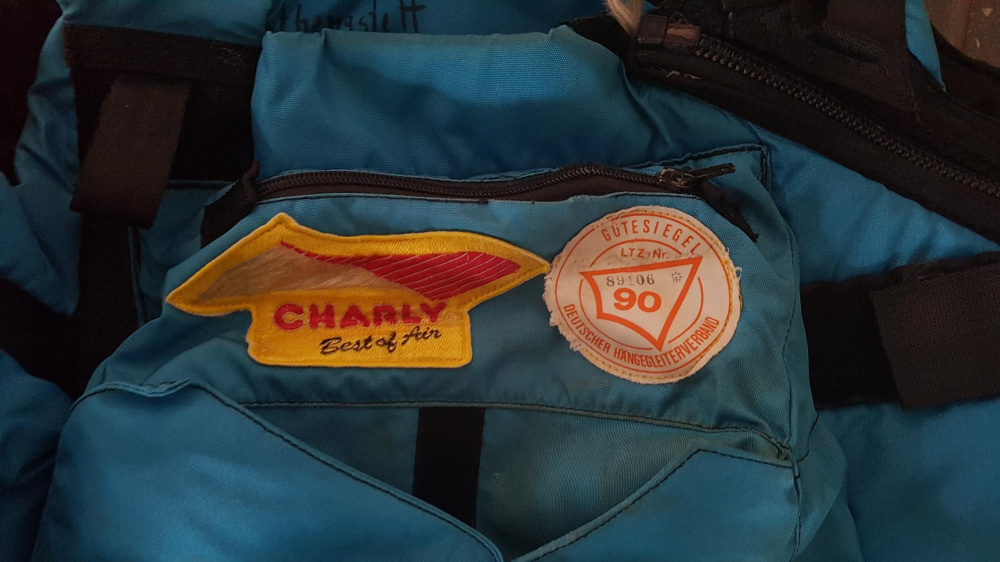 CHARLY
Best of Air
GÜTESIEGEL
LTZ-Nr.
89106
90
DEUTSCHER HÄNGEGLEITERVERBAND